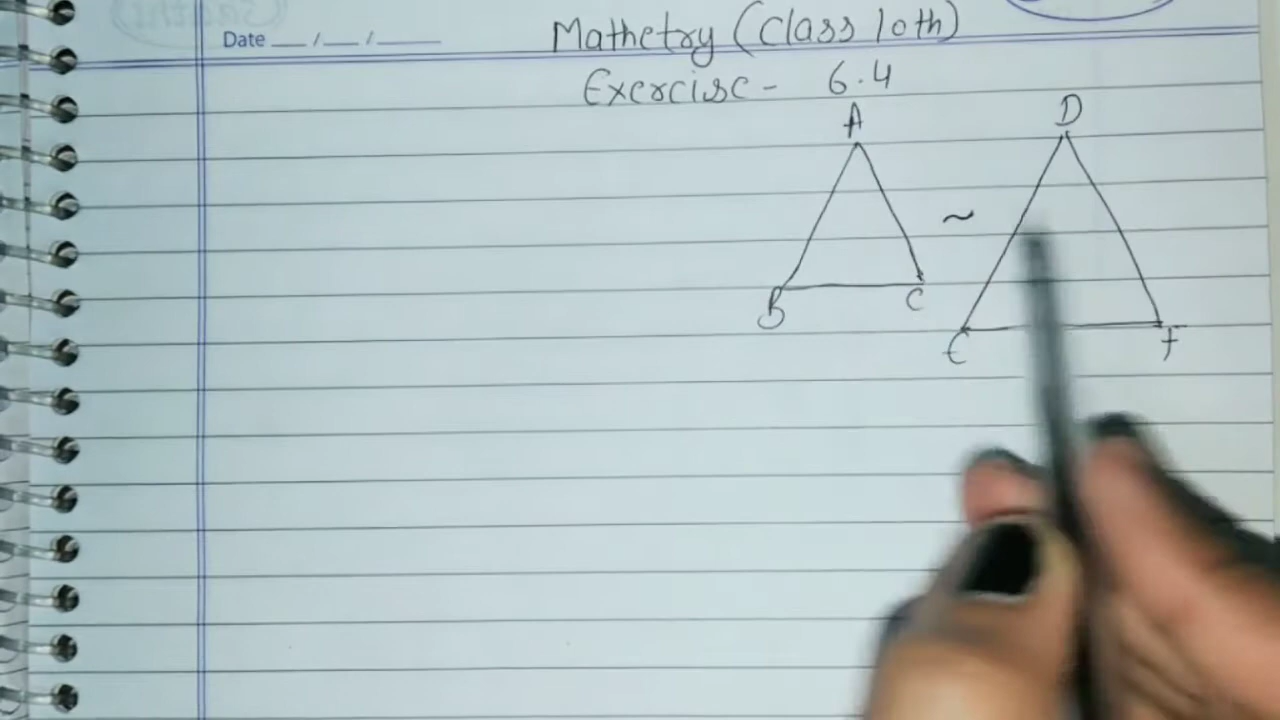 Date __/__/____
Mathetry (Class 10th)
Exercise - 6.4
A D
~
B C E F